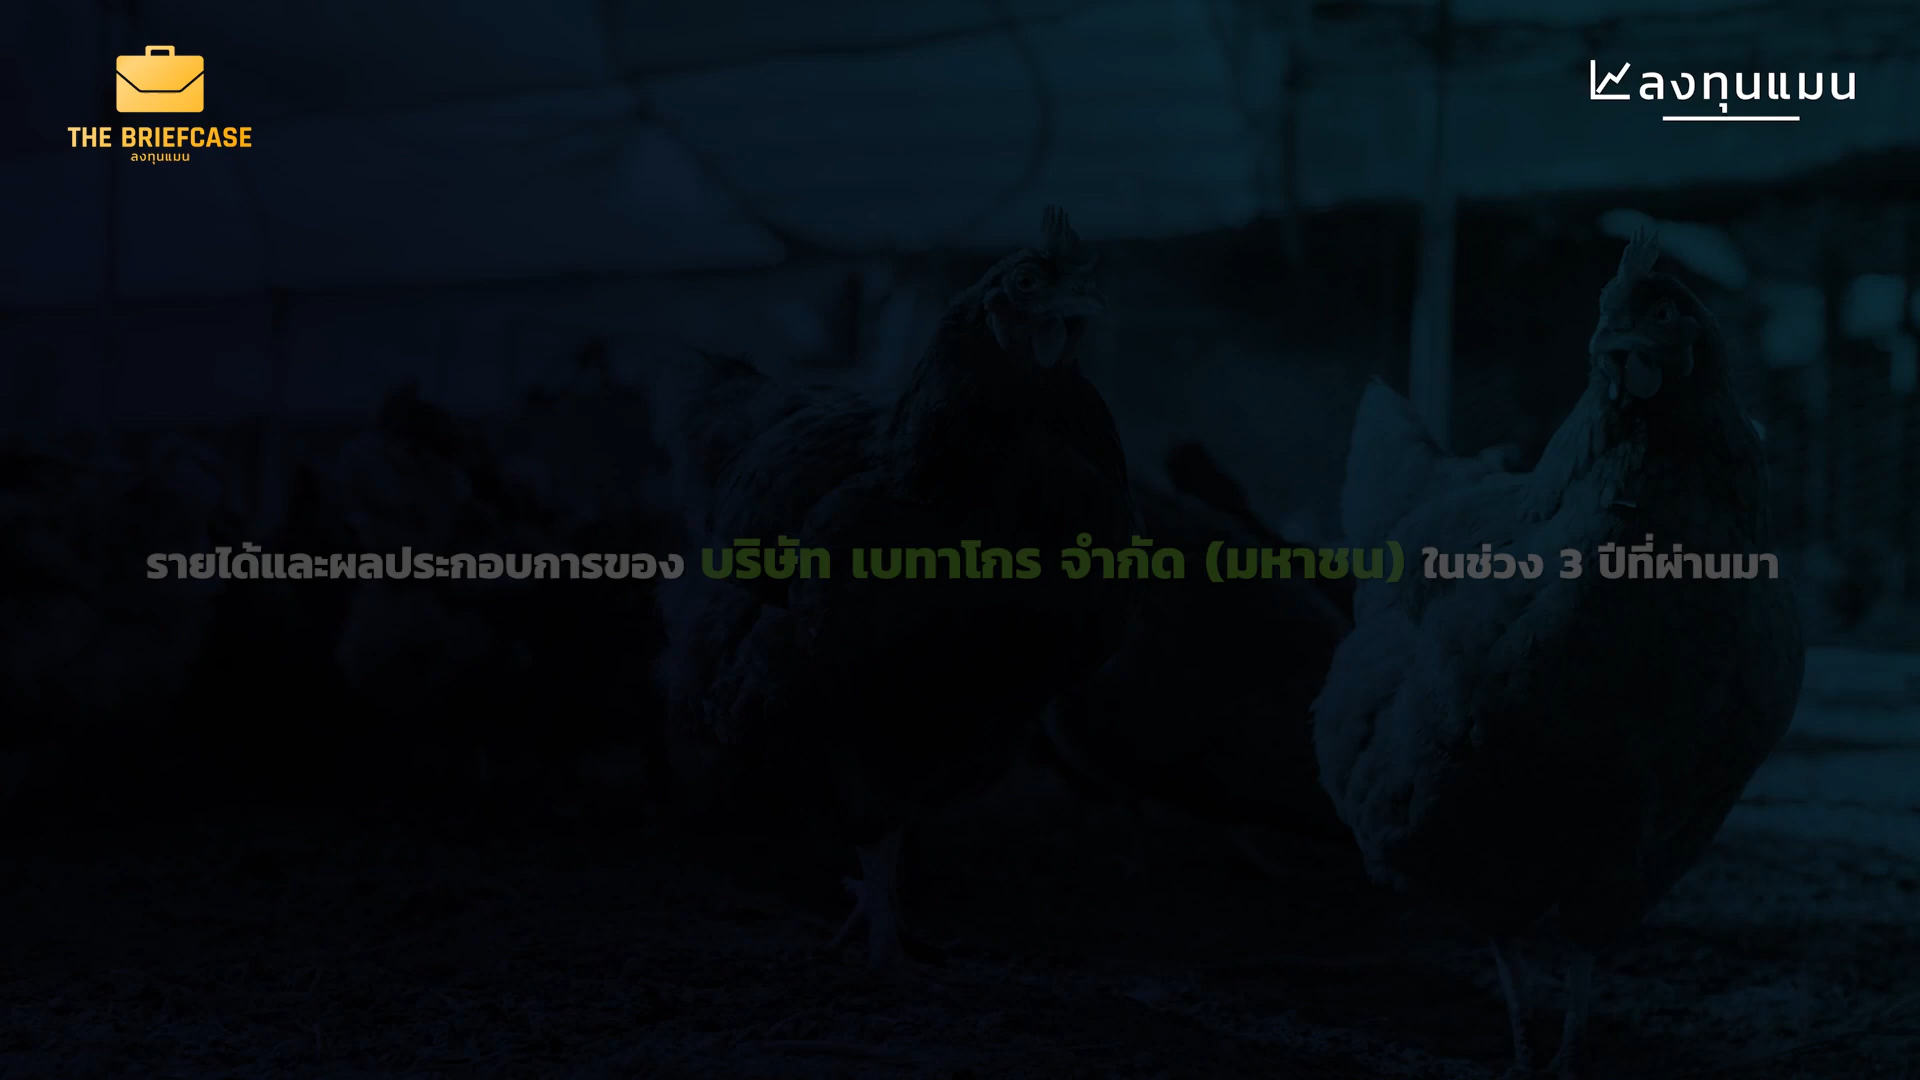 THE BRIEFCASE
ลงทุนแมน
ลงทุนแมน
รายได้และผลประกอบการของ บริษัท เบทาโกร จำกัด (มหาชน) ในช่วง 3 ปีที่ผ่านมา